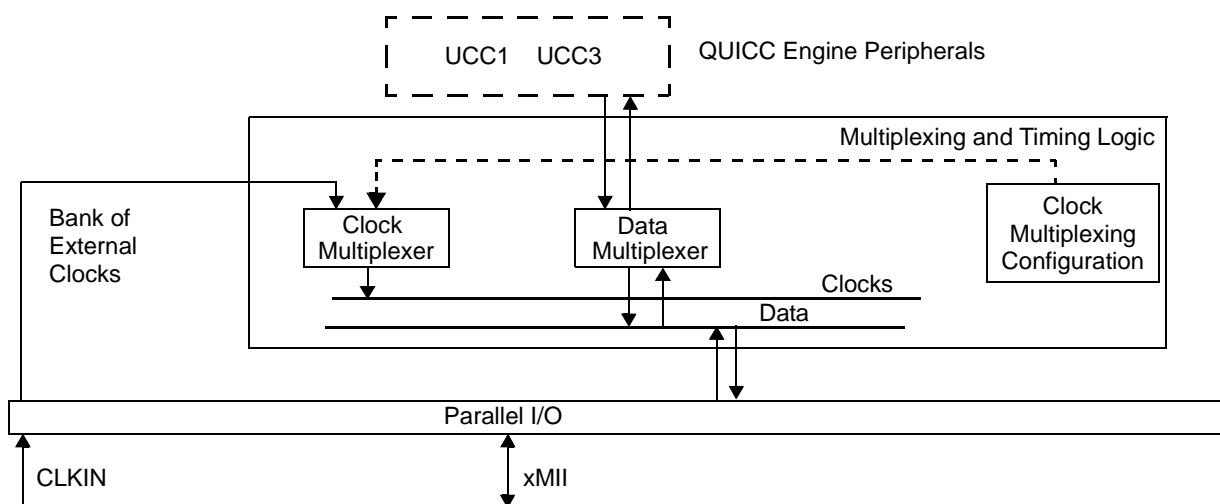 UCC1 UCC3
QUICC Engine Peripherals
Multiplexing and Timing Logic
Bank of
External
Clocks
Clock
Multiplexer
Data
Multiplexer
Clock
Multiplexing
Configuration
Clocks
Data
Parallel I/O
CLKIN
xMII